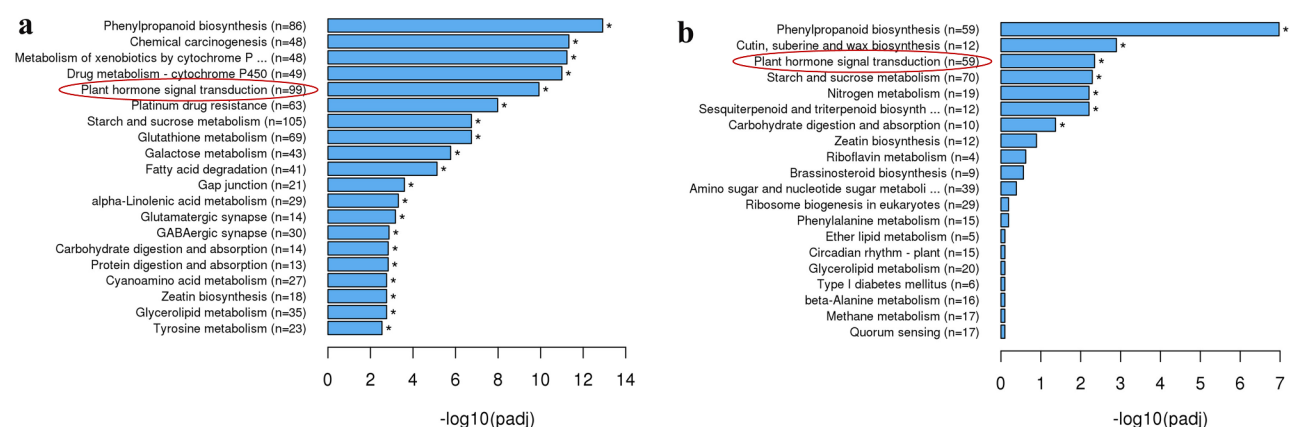 a
Phenylpropanoid biosynthesis (n=86)
*
Chemical carcinogenesis (n=48)
*
Metabolism of xenobiotics by cytochrome P ... (n=48)
*
Drug metabolism - cytochrome P450 (n=49)
*
Plant hormone signal transduction (n=99)
*
Platinum drug resistance (n=63)
*
Starch and sucrose metabolism (n=105)
*
Glutathione metabolism (n=69)
*
Galactose metabolism (n=43)
*
Fatty acid degradation (n=41)
*
Gap junction (n=21)
*
alpha-Linolenic acid metabolism (n=29)
*
Glutamatergic synapse (n=14)
*
GABAergic synapse (n=30)
*
Carbohydrate digestion and absorption (n=14)
*
Protein digestion and absorption (n=13)
*
Cyanoamino acid metabolism (n=27)
*
Zeatin biosynthesis (n=18)
*
Glycerolipid metabolism (n=35)
*
Tyrosine metabolism (n=23)
*
0 2 4 6 8 10 12 14
-log10(padj)
b
Phenylpropanoid biosynthesis (n=59)
*
Cutin, suberine and wax biosynthesis (n=12)
*
Plant hormone signal transduction (n=59)
*
Starch and sucrose metabolism (n=70)
*
Nitrogen metabolism (n=19)
*
Sesquiterpenoid and triterpenoid biosynth ... (n=12)
*
Carbohydrate digestion and absorption (n=10)
*
Zeatin biosynthesis (n=12)
Riboflavin metabolism (n=4)
Brassinosteroid biosynthesis (n=9)
Amino sugar and nucleotide sugar metaboli ... (n=39)
Ribosome biogenesis in eukaryotes (n=29)
Phenylalanine metabolism (n=15)
Ether lipid metabolism (n=5)
Circadian rhythm - plant (n=15)
Glycerolipid metabolism (n=20)
Type I diabetes mellitus (n=6)
beta-Alanine metabolism (n=16)
Methane metabolism (n=17)
Quorum sensing (n=17)
0 1 2 3 4 5 6 7
-log10(padj)